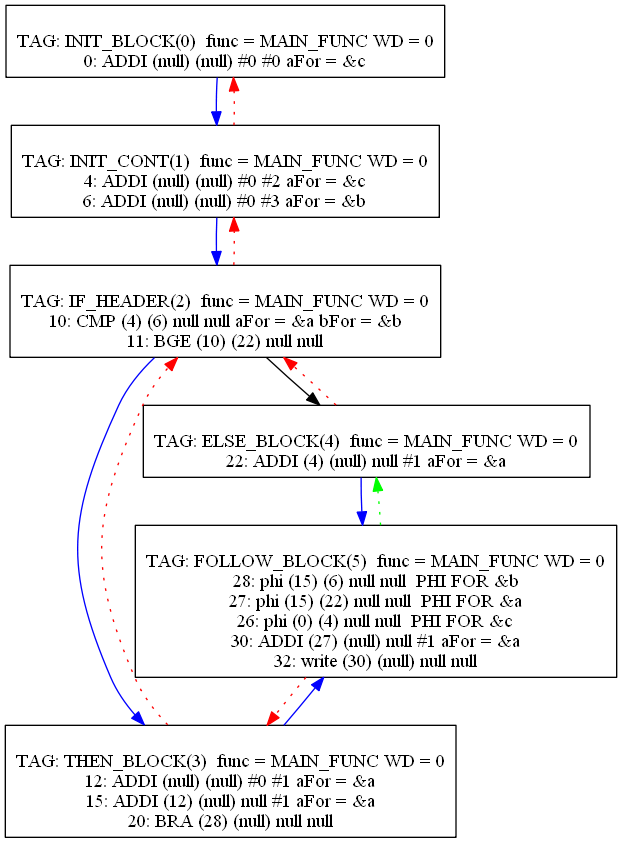 TAG: INIT_BLOCK(0) func = MAIN_FUNC WD = 0
0: ADDI (null) (null) #0 #0 aFor = &c
TAG: INIT_CONT(1) func = MAIN_FUNC WD = 0
4: ADDI (null) (null) #0 #2 aFor = &c
6: ADDI (null) (null) #0 #3 aFor = &b
TAG: IF_HEADER(2) func = MAIN_FUNC WD = 0
10: CMP (4) (6) null null aFor = &a bFor = &b
11: BGE (10) (22) null null
TAG: ELSE_BLOCK(4) func = MAIN_FUNC WD = 0
22: ADDI (4) (null) null #1 aFor = &a
TAG: FOLLOW_BLOCK(5) func = MAIN_FUNC WD = 0
28: phi (15) (6) null null PHI FOR &b
27: phi (15) (22) null null PHI FOR &a
26: phi (0) (4) null null PHI FOR &c
30: ADDI (27) (null) null #1 aFor = &a
32: write (30) (null) null null
TAG: THEN_BLOCK(3) func = MAIN_FUNC WD = 0
12: ADDI (null) (null) #0 #1 aFor = &a
15: ADDI (12) (null) null #1 aFor = &a
20: BRA (28) (null) null null